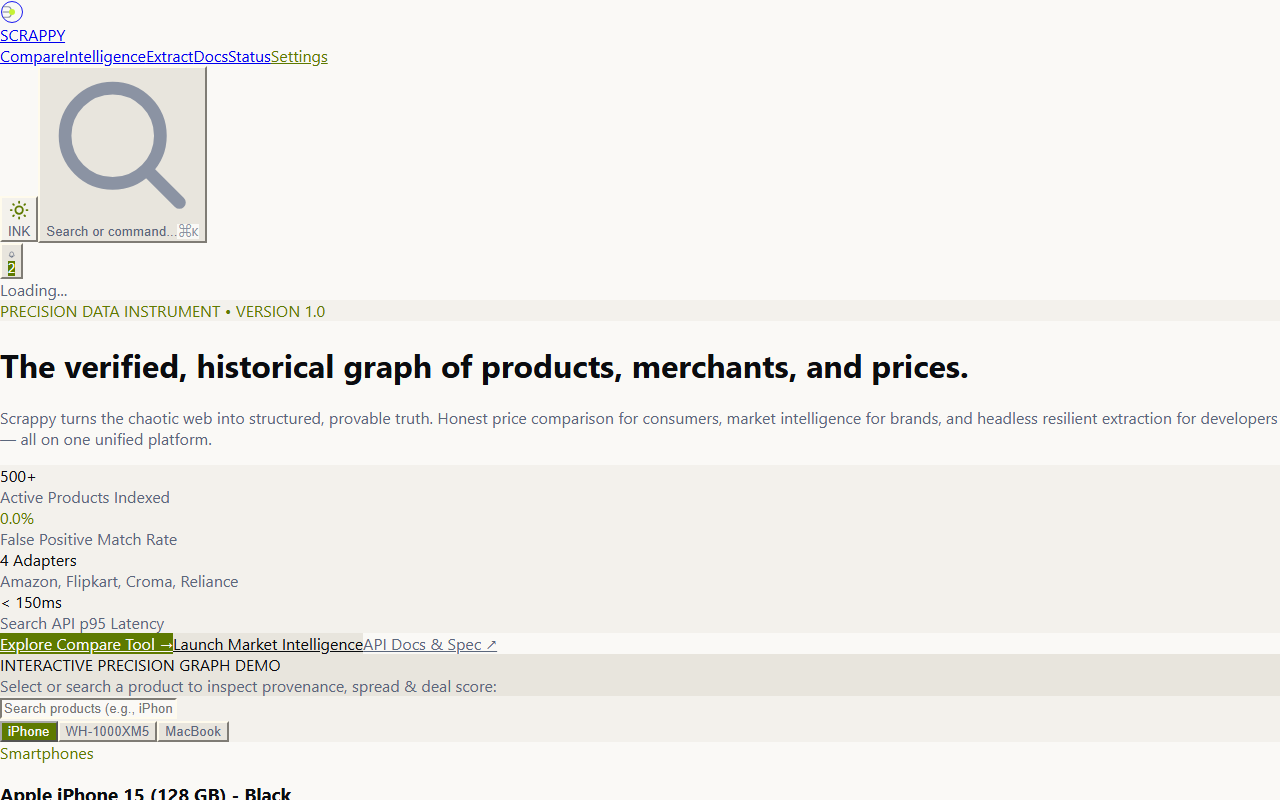 SCRAPPY
CompareIntelligenceExtractDocsStatusSettings
INK
Search or command...⌘K
2
Loading...
PRECISION DATA INSTRUMENT • VERSION 1.0
The verified, historical graph of products, merchants, and prices.
Scrappy turns the chaotic web into structured, provable truth. Honest price comparison for consumers, market intelligence for brands, and headless resilient extraction for developers
— all on one unified platform.
500+
Active Products Indexed
0.0%
False Positive Match Rate
4 Adapters
Amazon, Flipkart, Croma, Reliance
< 150ms
Search API p95 Latency
Explore Compare Tool →Launch Market IntelligenceAPI Docs & Spec ↗
INTERACTIVE PRECISION GRAPH DEMO
Select or search a product to inspect provenance, spread & deal score:
Search products (e.g., iPhon
iPhone WH-1000XM5 MacBook
Smartphones
Apple iPhone 15 (128 GB) - Black